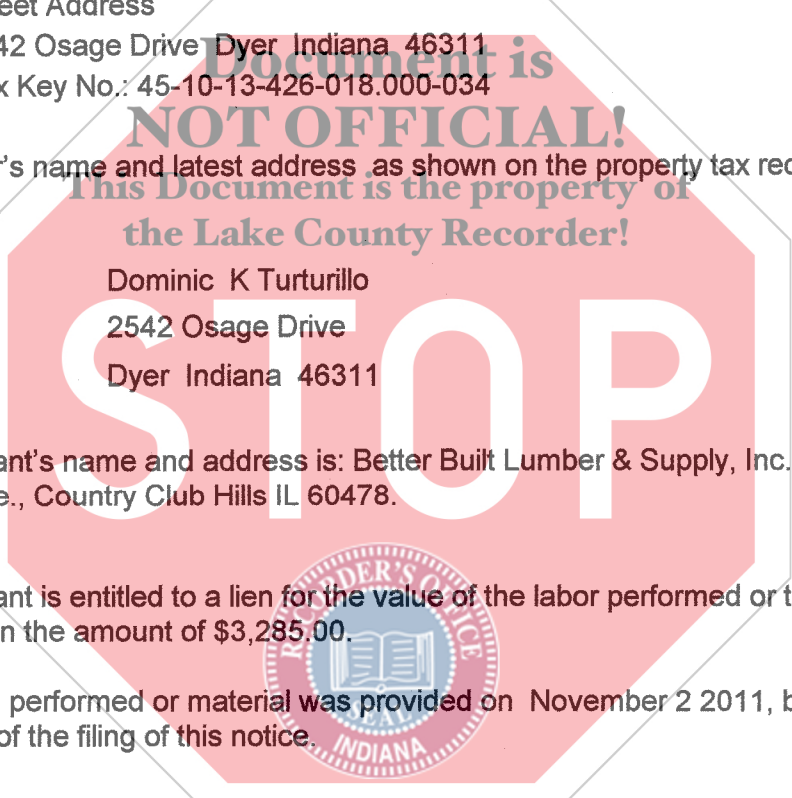 eet Address
42 Osage Drive Dyer Indiana 46311
Document is
x Key No.: 45-10-13-426-018.000-034
NOT OFFICIAL!
r's name and latest address as shown on the property tax rec
This Document is the property of
the Lake County Recorder!
Dominic K Turturillo
2542 Osage Drive
Dyer Indiana 46311
STOP
ant's name and address is: Better Built Lumber & Supply, Inc.
e., Country Club Hills IL 60478.
ant is entitled to a lien for the value of the labor performed or t
n the amount of $3,285.00.
performed or material was provided on November 2 2011, b
of the filing of this notice.
RECORDER'S OFFICE
SEAL
INDIANA